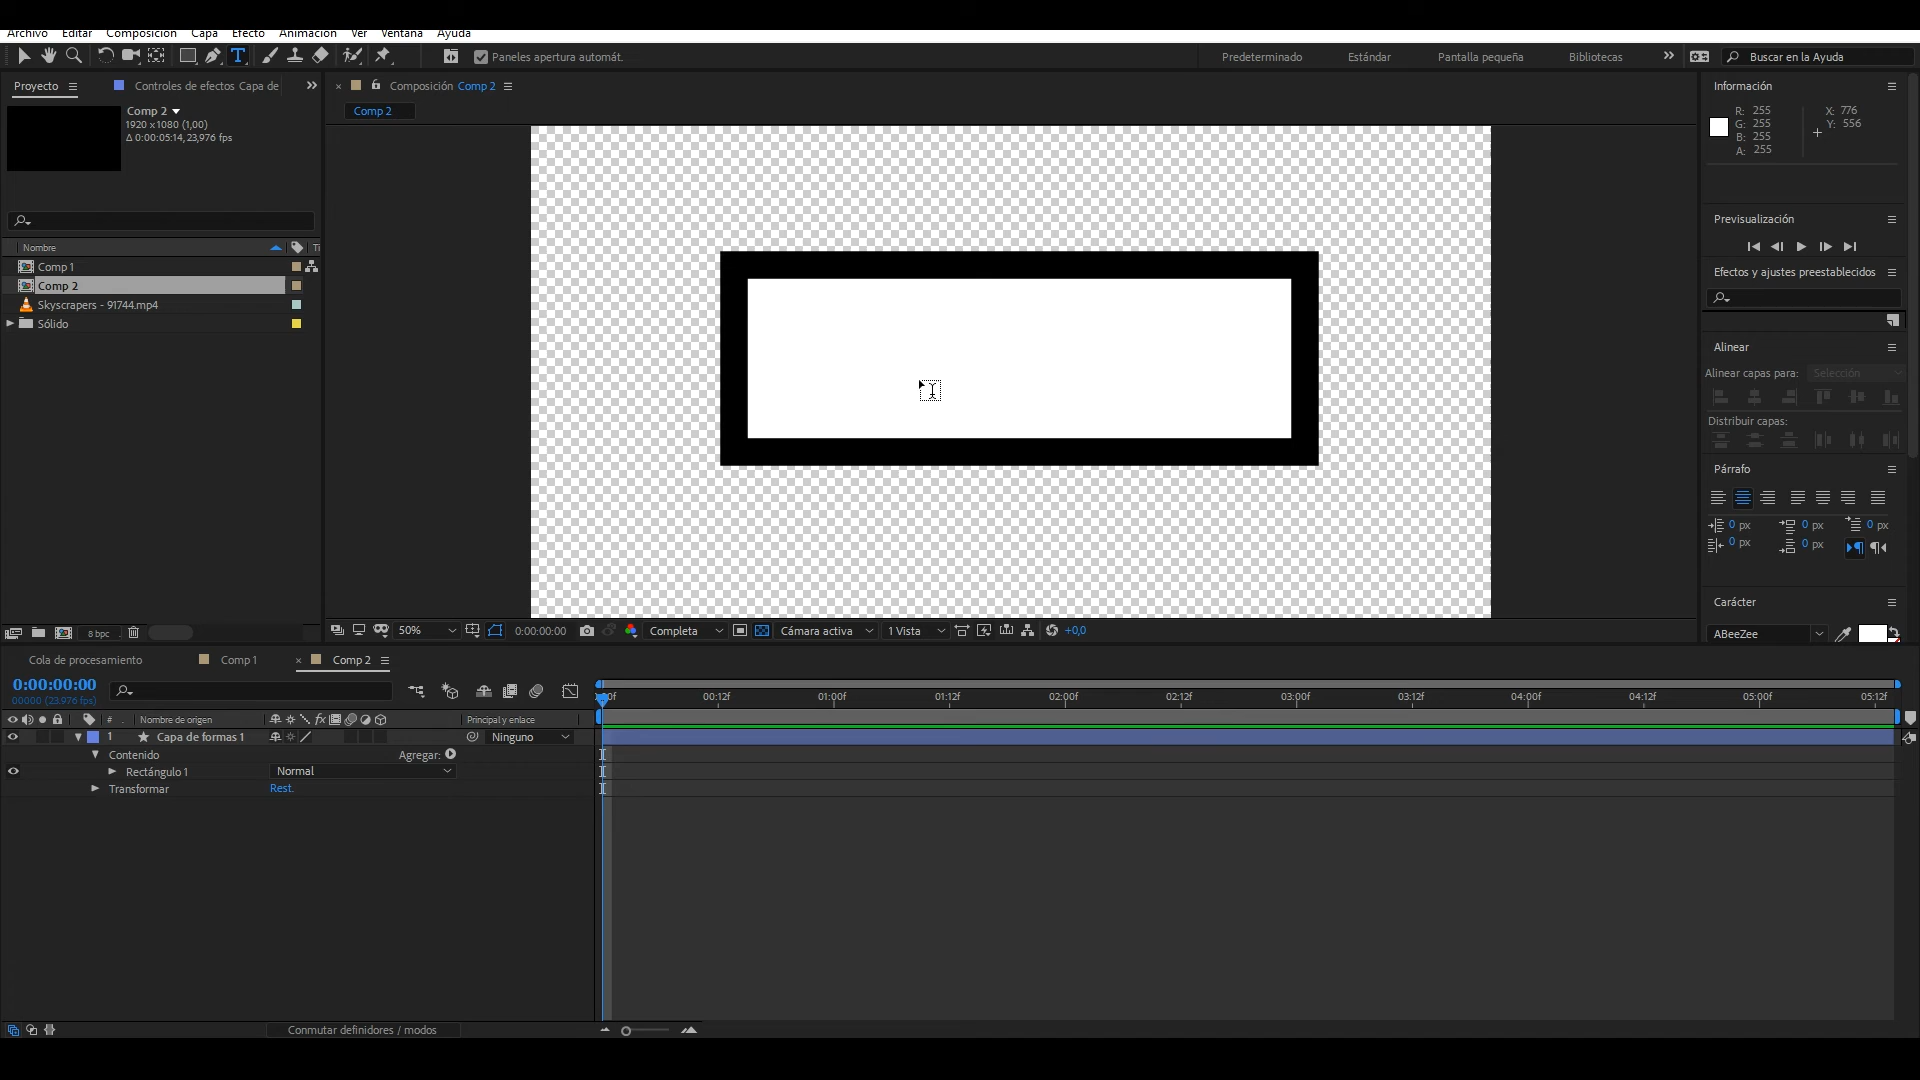 Archivo Editar Composición Capa Efecto Animación Ver Ventana Ayuda
T Paneles apertura automát. Predeterminado Estándar Pantalla pequeña Bibliotecas » Buscar en la Ayuda
Proyecto Controles de efectos Capa de »
Comp 2
1920 x1080 (1,00)
Δ 0:00:05:14, 23,976 fps
Nombre
Comp 1
Comp 2
Skyscrapers - 91744.mp4
Sólido
8 bpc
× Composición Comp 2
Comp 2
50% 0:00:00:00 Completa Cámara activa 1 Vista +0,0
Información
R: 255
G: 255
B: 255
A: 255
X: 776
Y: 556
Previsualización
Efectos y ajustes preestablecidos
Alinear
Alinear capas para: Selección
Distribuir capas:
Párrafo
0 px 0 px 0 px
0 px 0 px
Carácter
ABeeZee
Cola de procesamiento Comp 1 × Comp 2
0:00:00:00
00000 (23.976 fps)
00:12f 01:00f 01:12f 02:00f 02:12f 03:00f 03:12f 04:00f 04:12f 05:00f 05:12f
# Nombre de origen fx Principal y enlace
1 Capa de formas 1 Ninguno
Contenido Agregar:
Rectángulo 1 Normal
Transformar Rest.
Conmutar definidores / modos